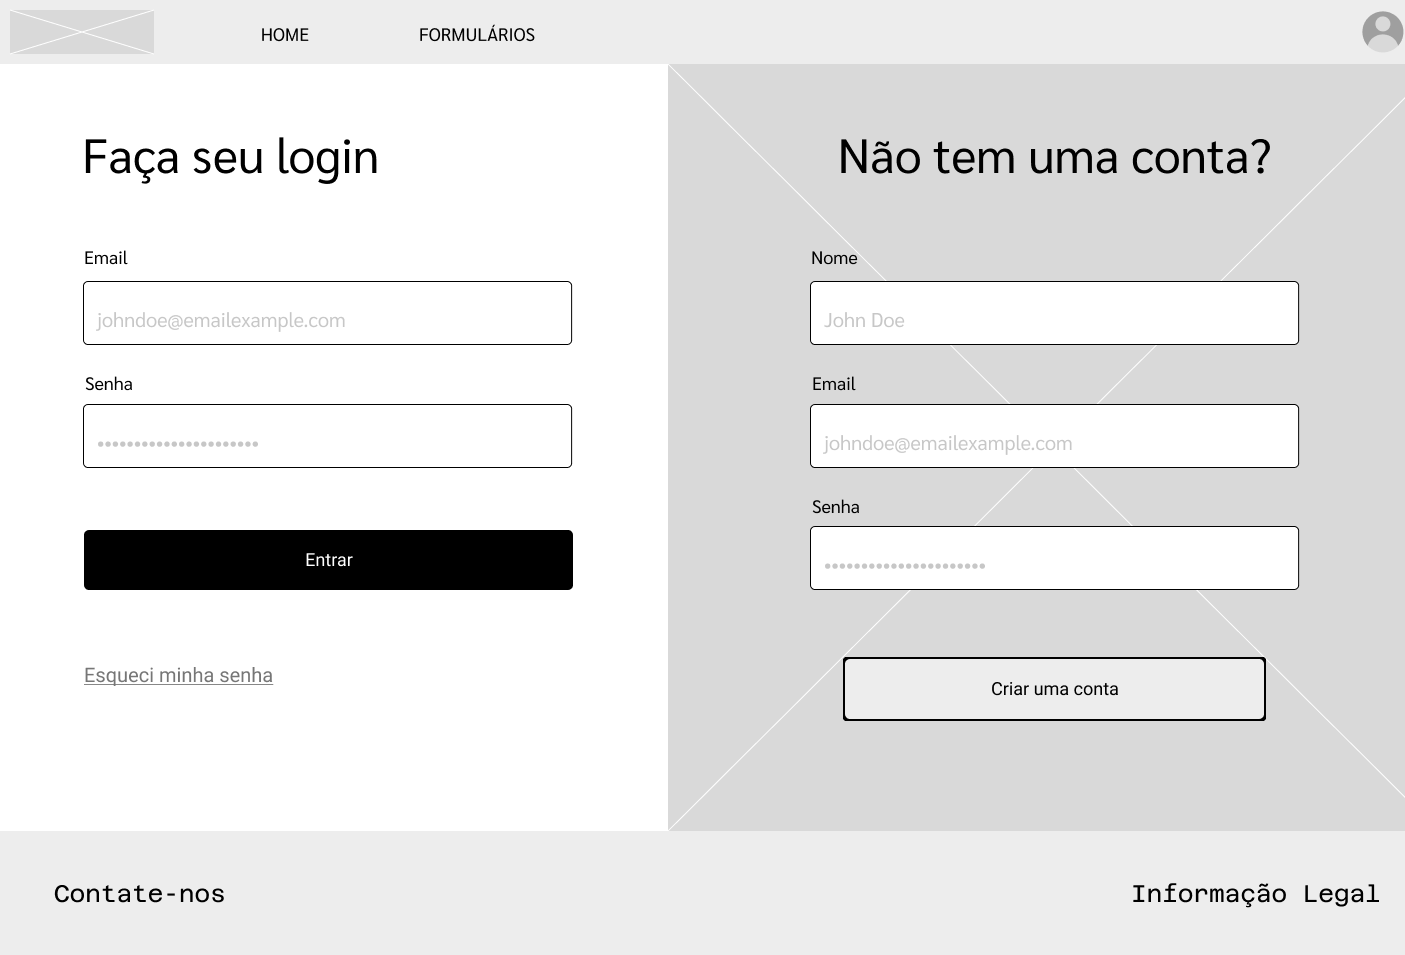 HOME
FORMULÁRIOS
Faça seu login
Email
johndoe@emailexample.com
Senha
••••••••••••••••••••••
Entrar
Esqueci minha senha
Não tem uma conta?
Nome
John Doe
Email
johndoe@emailexample.com
Senha
••••••••••••••••••••••
Criar uma conta
Contate-nos
Informação Legal